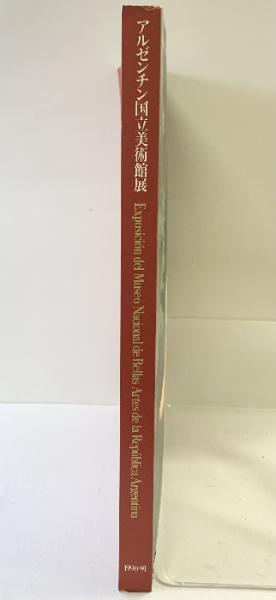 アルゼンチン国立美術館展
Exposición del Museo Nacional de Bellas Artes de la República Argentina
1990-91